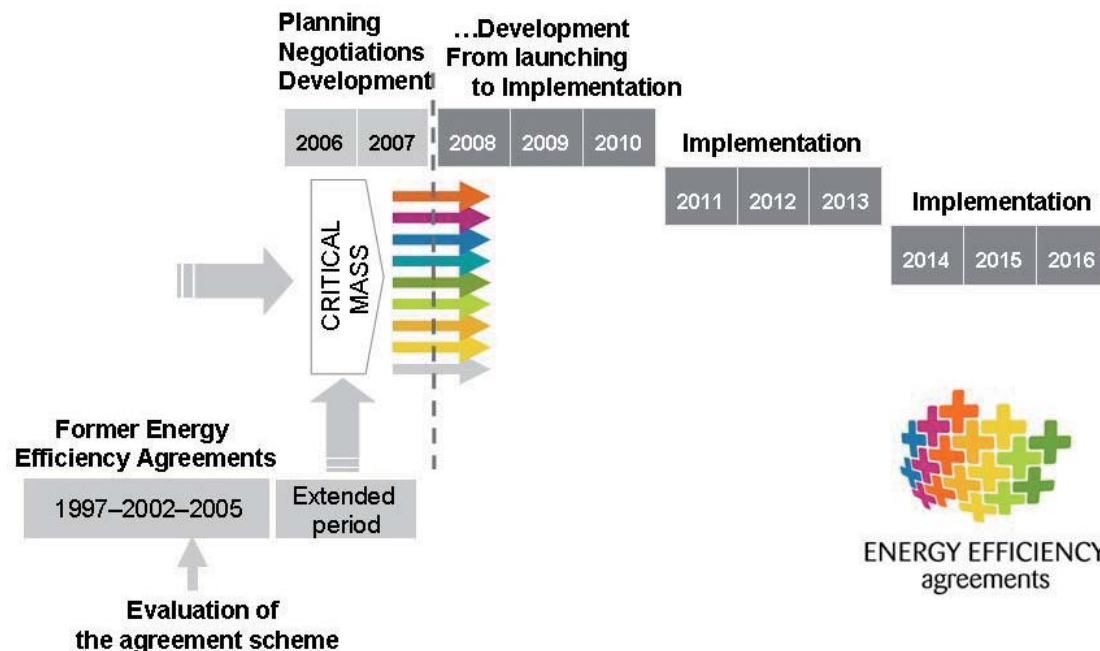 Planning
Negotiations
Development
…Development
From launching
to Implementation
2006 2007 2008 2009 2010
Implementation
2011 2012 2013
Implementation
2014 2015 2016
CRITICAL
MASS
Former Energy
Efficiency Agreements
1997–2002–2005
Extended
period
Evaluation of
the agreement scheme
ENERGY EFFICIENCY
agreements